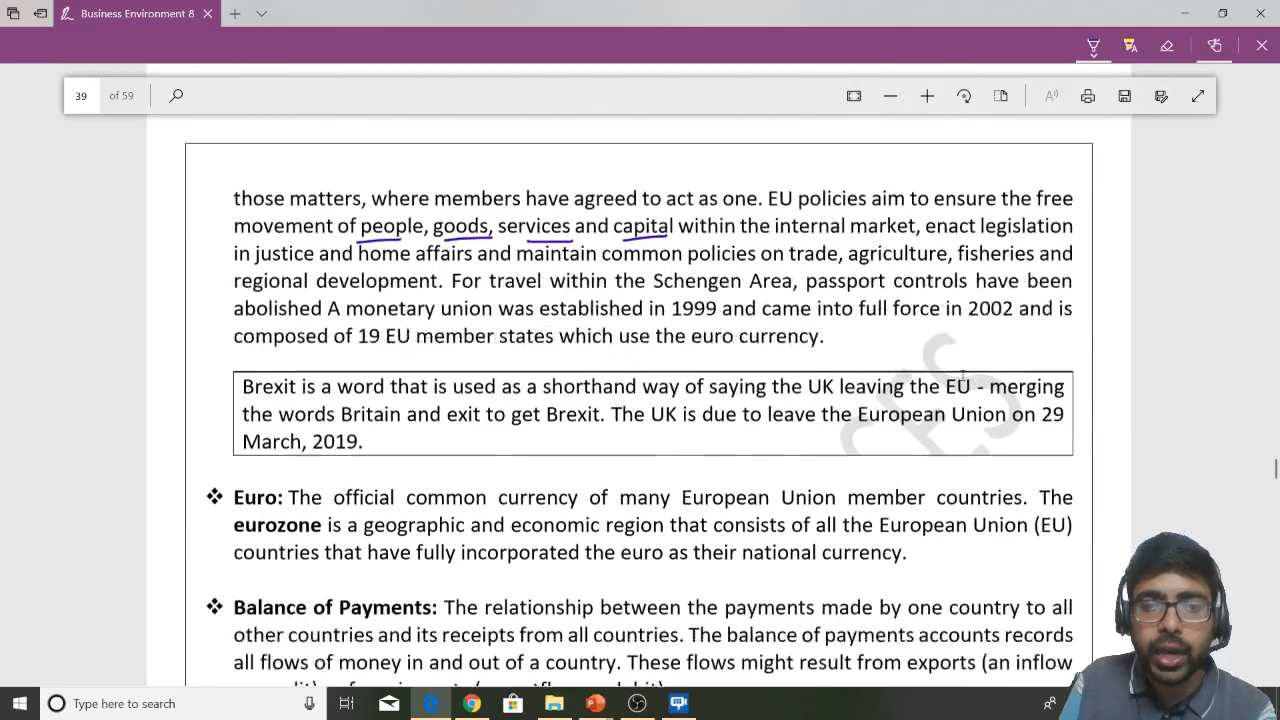 Business Environment 8
39 of 59
those matters, where members have agreed to act as one. EU policies aim to ensure the free
movement of people, goods, services and capital within the internal market, enact legislation
in justice and home affairs and maintain common policies on trade, agriculture, fisheries and
regional development. For travel within the Schengen Area, passport controls have been
abolished A monetary union was established in 1999 and came into full force in 2002 and is
composed of 19 EU member states which use the euro currency.
Brexit is a word that is used as a shorthand way of saying the UK leaving the EU - merging
the words Britain and exit to get Brexit. The UK is due to leave the European Union on 29
March, 2019.
❖ Euro: The official common currency of many European Union member countries. The
eurozone is a geographic and economic region that consists of all the European Union (EU)
countries that have fully incorporated the euro as their national currency.
❖ Balance of Payments: The relationship between the payments made by one country to all
other countries and its receipts from all countries. The balance of payments accounts records
all flows of money in and out of a country. These flows might result from exports (an inflow
Type here to search